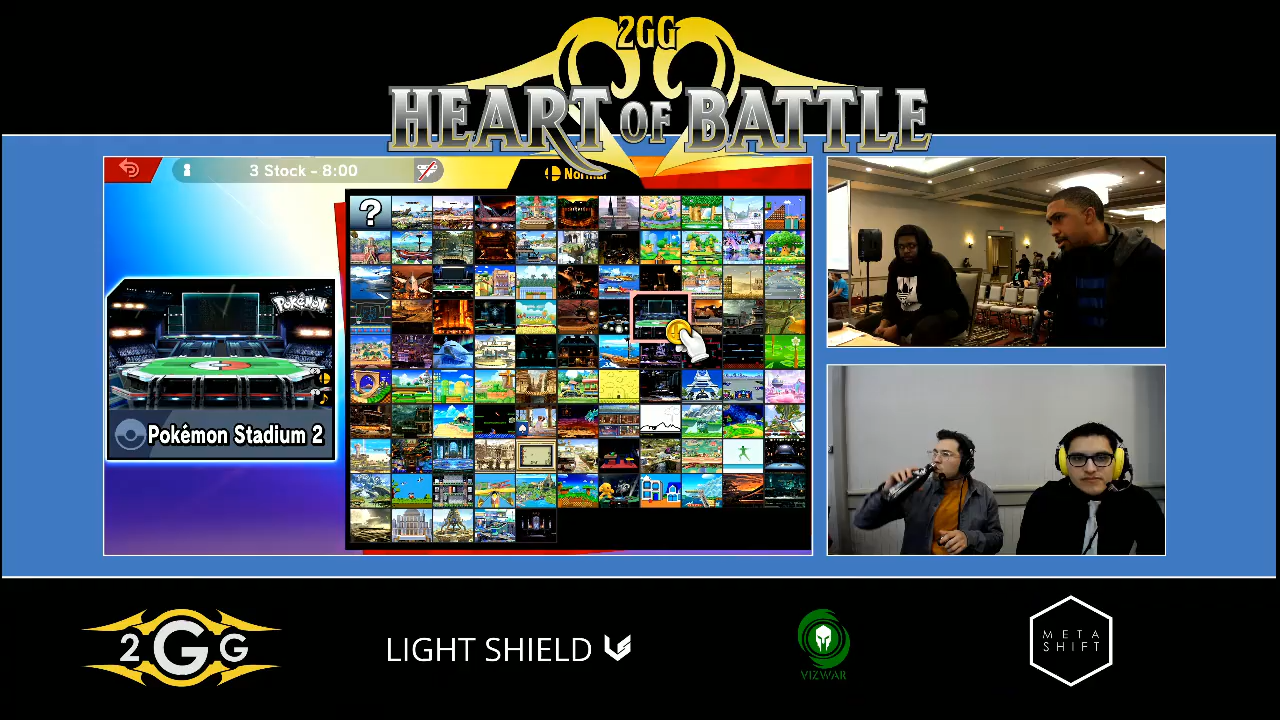 2GG
HEART OF BATTLE
3 Stock - 8:00
Normal
?
Pokémon
Pokémon Stadium 2
2GG
LIGHT SHIELD
VIZWAR
META
SHIFT